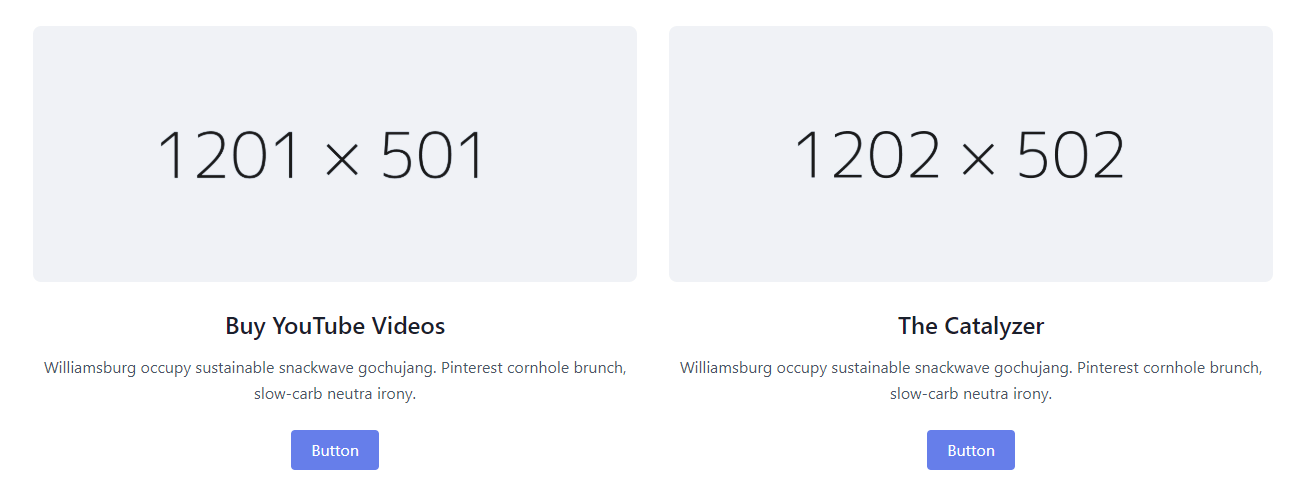 1201 × 501
Buy YouTube Videos
Williamsburg occupy sustainable snackwave gochujang. Pinterest cornhole brunch,
slow-carb neutra irony.
Button
1202 × 502
The Catalyzer
Williamsburg occupy sustainable snackwave gochujang. Pinterest cornhole brunch,
slow-carb neutra irony.
Button